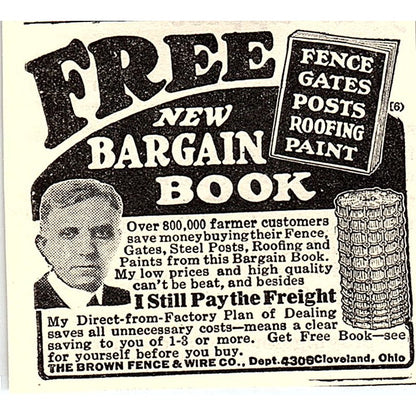 FREE
NEW
BARGAIN
BOOK
FENCE
GATES
POSTS
ROOFING
PAINT
(6)
Over 800,000 farmer customers
save money buying their Fence,
Gates, Steel Posts, Roofing and
Paints from this Bargain Book.
My low prices and high quality
can't be beat, and besides
I Still Pay the Freight
My Direct-from-Factory Plan of Dealing
saves all unnecessary costs—means a clear
saving to you of 1-3 or more. Get Free Book—see
for yourself before you buy.
THE BROWN FENCE & WIRE CO., Dept. 4306 Cloveland, Ohio